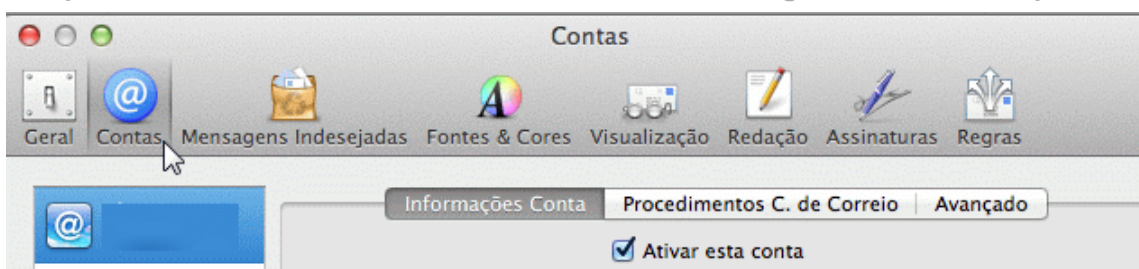 Contas
Geral Contas Mensagens Indesejadas Fontes & Cores Visualização Redação Assinaturas Regras
Informações Conta Procedimentos C. de Correio Avançado
Ativar esta conta